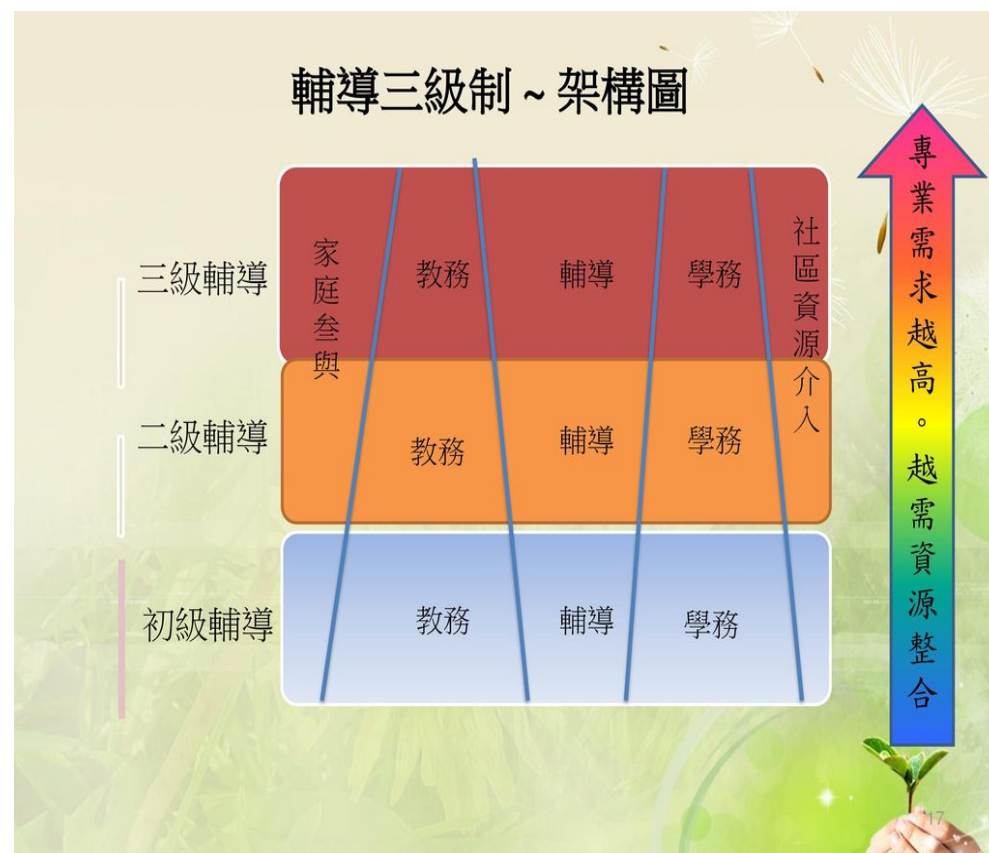 輔導三級制 ~ 架構圖
三級輔導
家庭叁與
教務
輔導
學務
社區資源介入
二級輔導
教務
輔導
學務
初級輔導
教務
輔導
學務
專業需求越高。越需資源整合
17